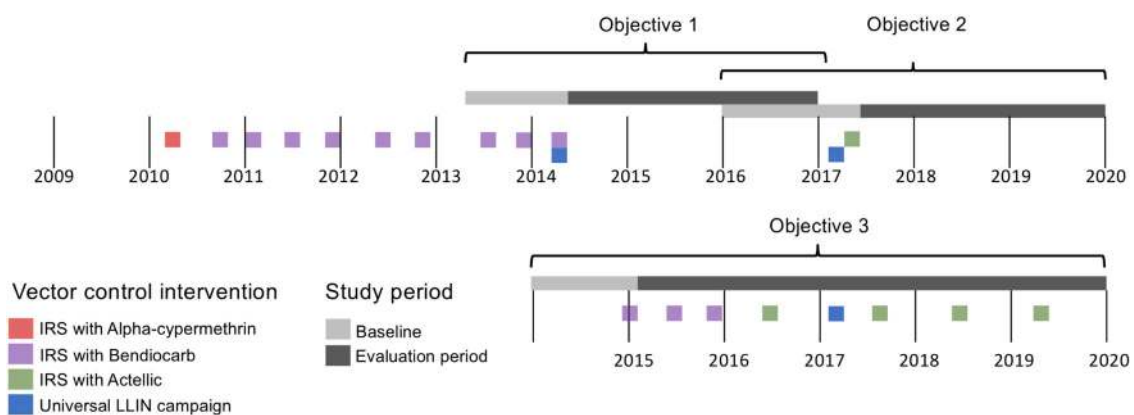 Objective 1
Objective 2
2009 2010 2011 2012 2013 2014 2015 2016 2017 2018 2019 2020
Objective 3
Vector control intervention
IRS with Alpha-cypermethrin
IRS with Bendiocarb
IRS with Actellic
Universal LLIN campaign
Study period
Baseline
Evaluation period
2015 2016 2017 2018 2019 2020